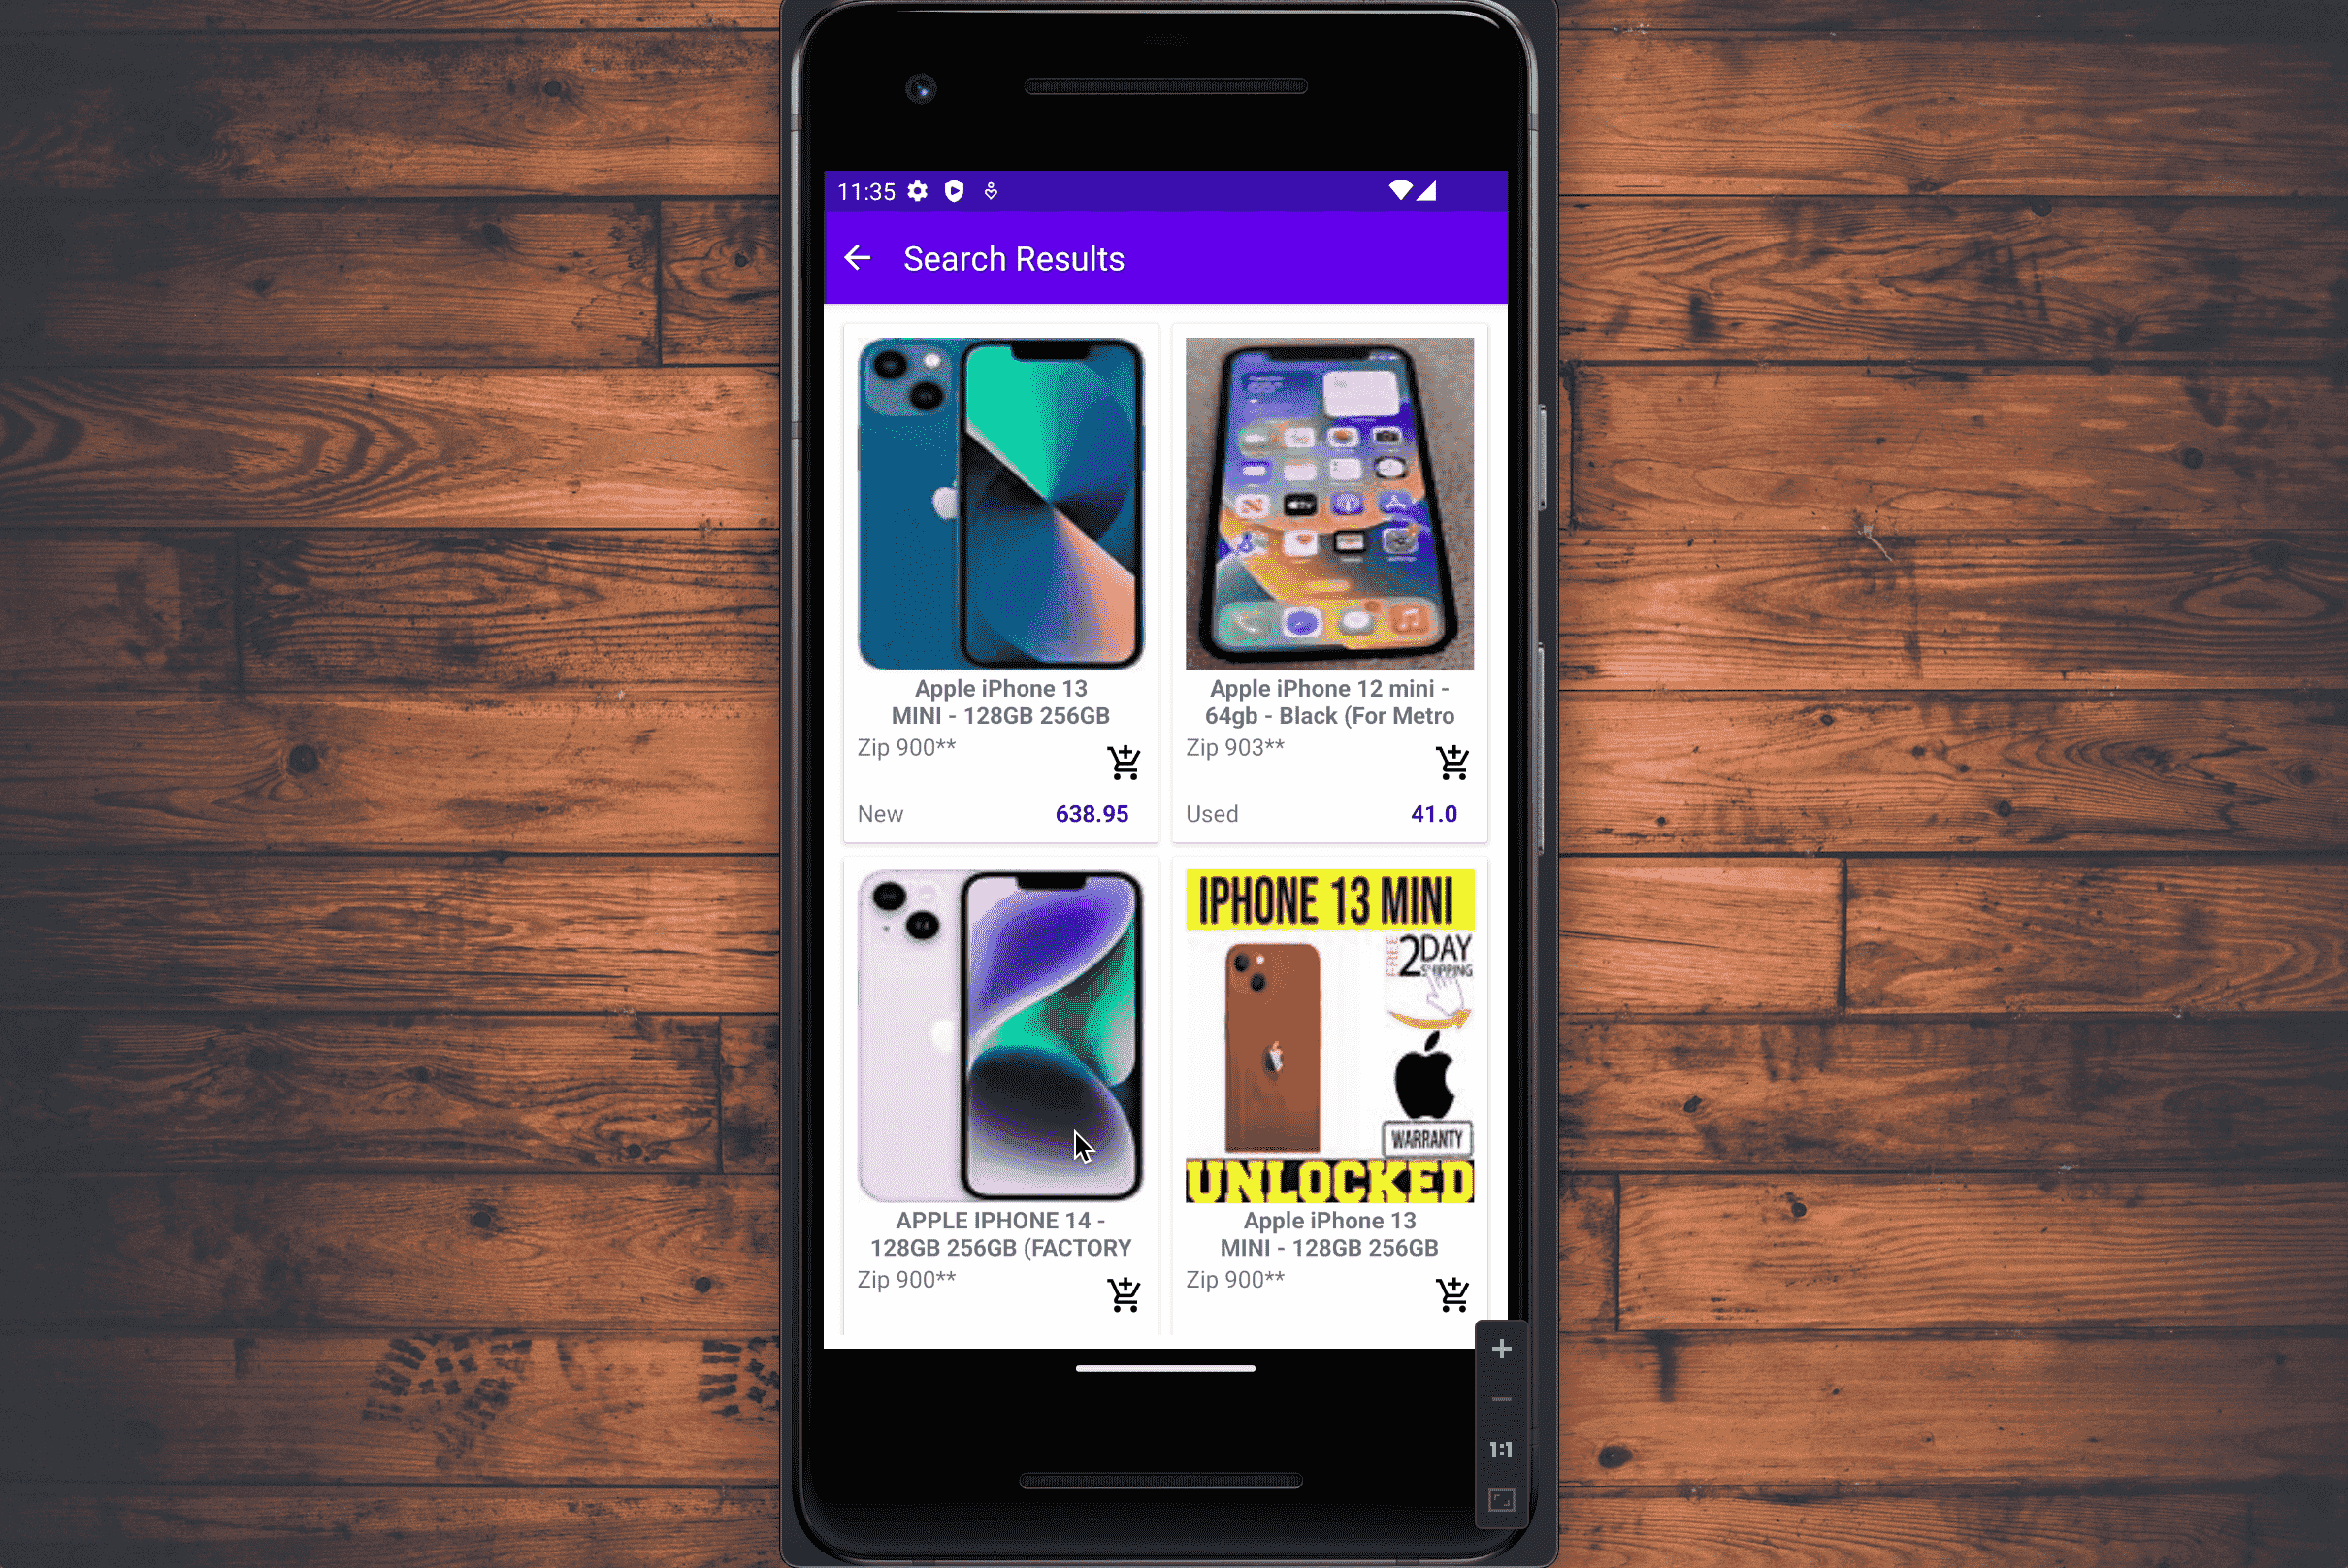 11:35
Search Results
Apple iPhone 13
MINI - 128GB 256GB
Zip 900**
New
638.95
Apple iPhone 12 mini -
64gb - Black (For Metro
Zip 903**
Used
41.0
APPLE IPHONE 14 -
128GB 256GB (FACTORY
Zip 900**
IPHONE 13 MINI
FREE
2DAY
SHIPPING
WARRANTY
UNLOCKED
Apple iPhone 13
MINI - 128GB 256GB
Zip 900**
1:1